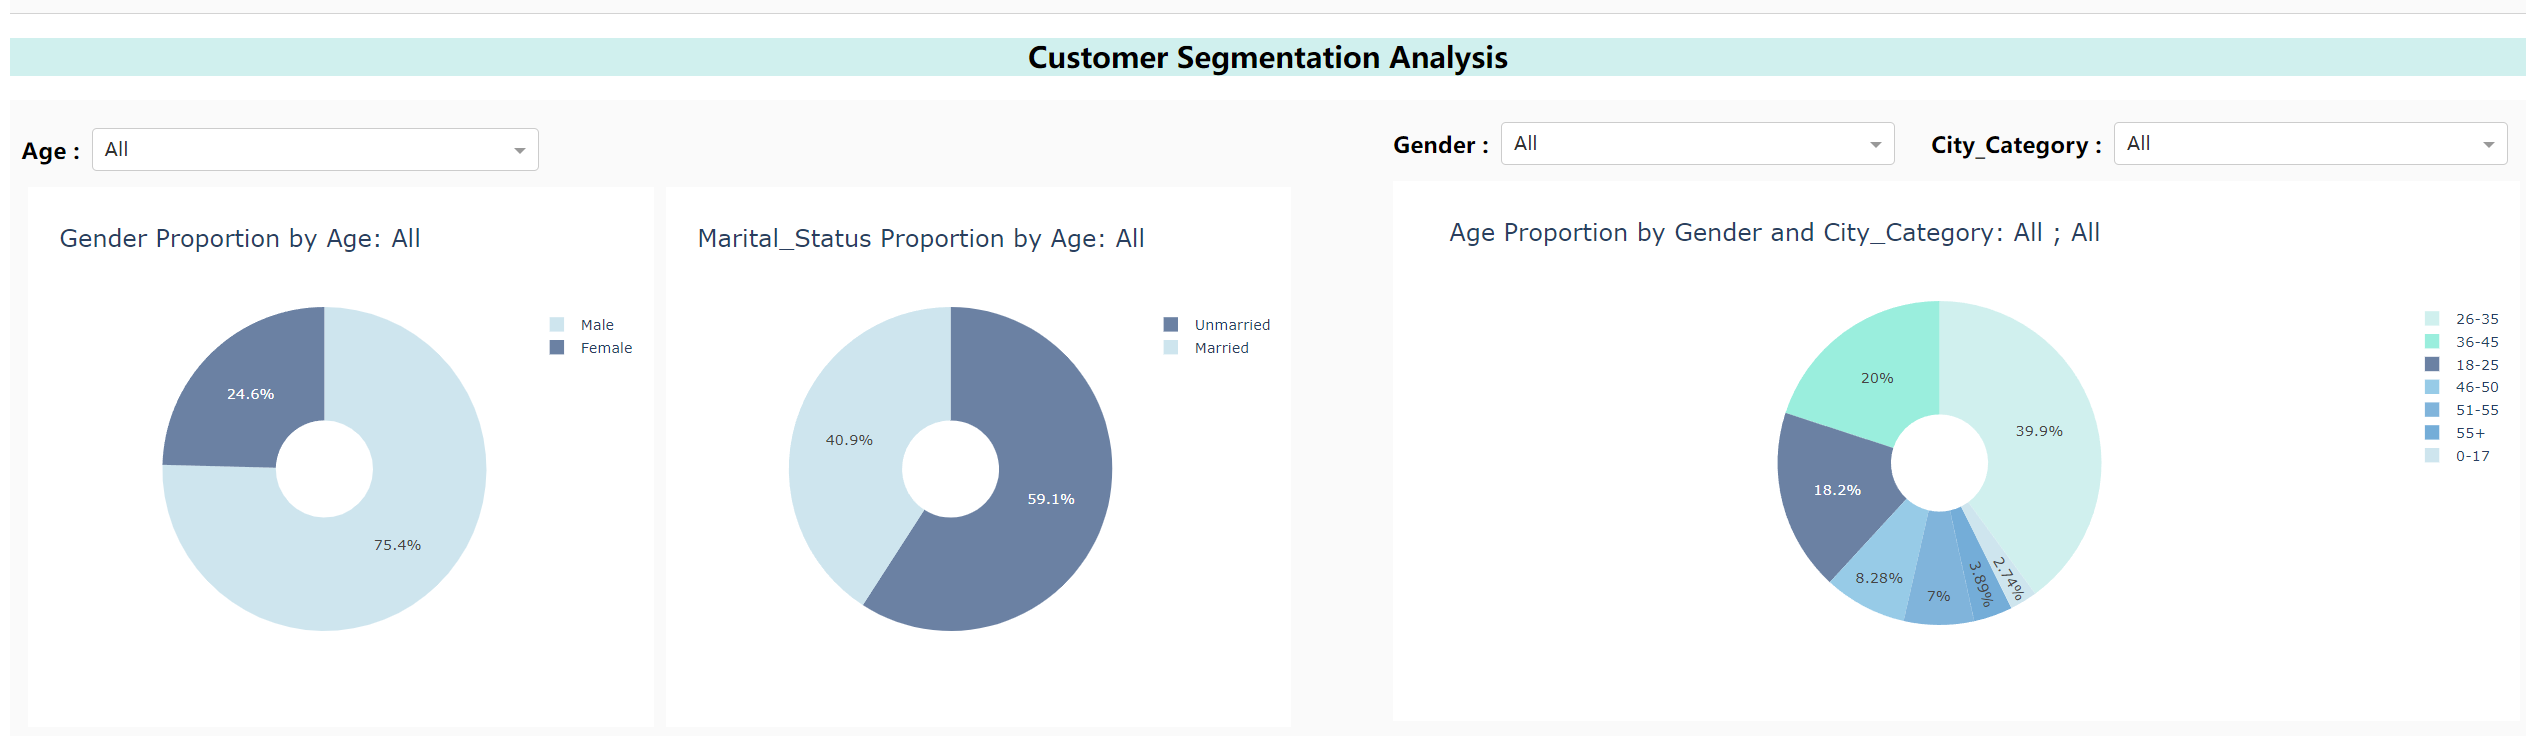 Customer Segmentation Analysis
Age : All
Gender : All
City_Category : All
Gender Proportion by Age: All
Male
Female
24.6%
75.4%
Marital_Status Proportion by Age: All
Unmarried
Married
40.9%
59.1%
Age Proportion by Gender and City_Category: All ; All
26-35
36-45
18-25
46-50
51-55
55+
0-17
20%
39.9%
18.2%
8.28%
7%
3.89%
2.74%